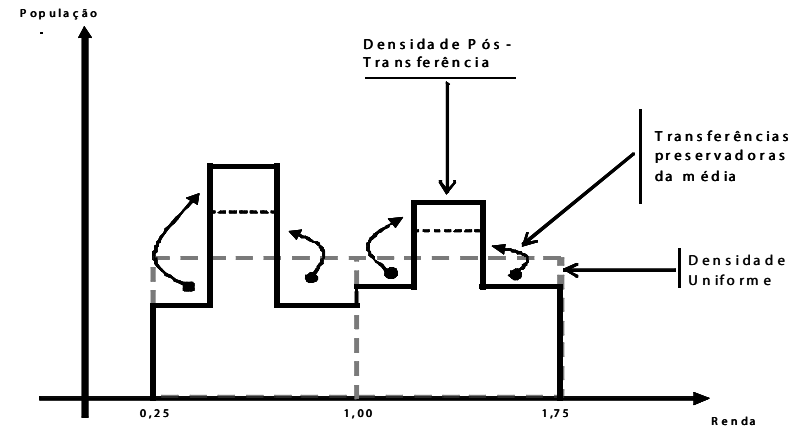 População
-
Densidade Pós-
Transferência
Transferências
preservadoras
da média
Densidade
Uniforme
0,25
1,00
1,75
Renda